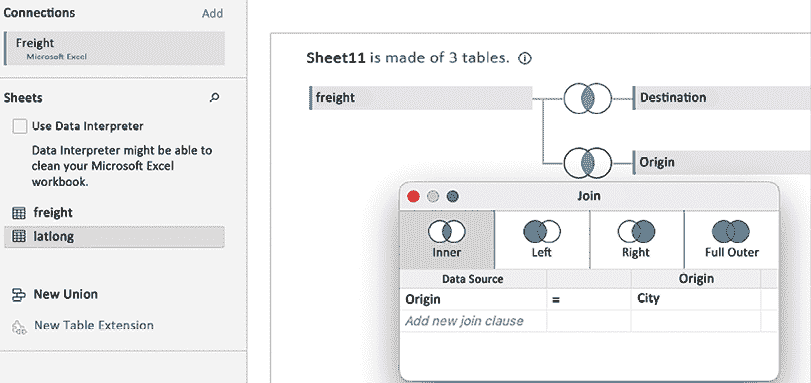 Connections
Add
Freight
Microsoft Excel
Sheets
Use Data Interpreter
Data Interpreter might be able to
clean your Microsoft Excel
workbook.
freight
latlong
New Union
New Table Extension
Sheet11 is made of 3 tables.
freight
Destination
Origin
Join
Inner
Left
Right
Full Outer
Data Source
Origin
Origin = City
Add new join clause